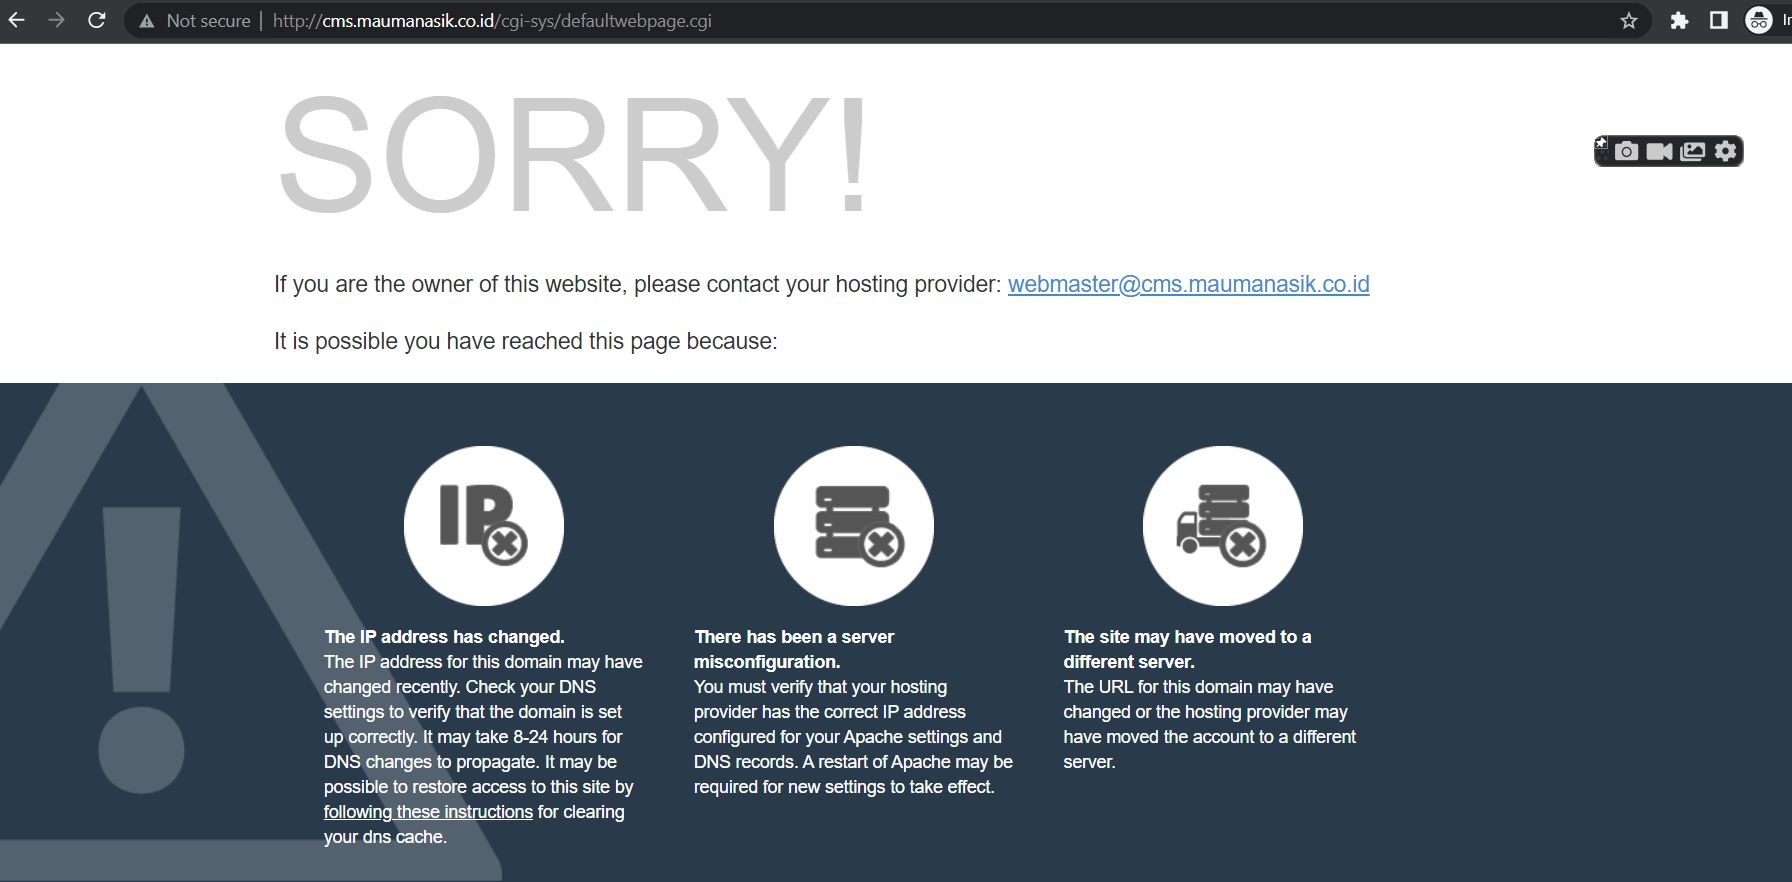 Not secure | http://cms.maumanasik.co.id/cgi-sys/defaultwebpage.cgi
In
SORRY!
If you are the owner of this website, please contact your hosting provider: webmaster@cms.maumanasik.co.id
It is possible you have reached this page because:
IP
The IP address has changed.
The IP address for this domain may have
changed recently. Check your DNS
settings to verify that the domain is set
up correctly. It may take 8-24 hours for
DNS changes to propagate. It may be
possible to restore access to this site by
following these instructions for clearing
your dns cache.
There has been a server
misconfiguration.
You must verify that your hosting
provider has the correct IP address
configured for your Apache settings and
DNS records. A restart of Apache may be
required for new settings to take effect.
The site may have moved to a
different server.
The URL for this domain may have
changed or the hosting provider may
have moved the account to a different
server.